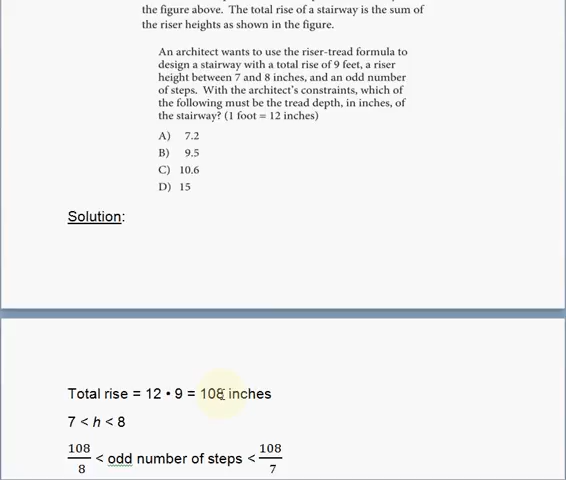 the figure above. The total rise of a stairway is the sum of
the riser heights as shown in the figure.
An architect wants to use the riser-tread formula to
design a stairway with a total rise of 9 feet, a riser
height between 7 and 8 inches, and an odd number
of steps. With the architect's constraints, which of
the following must be the tread depth, in inches, of
the stairway? (1 foot = 12 inches)
A) 7.2
B) 9.5
C) 10.6
D) 15
Solution:
Total rise = 12 • 9 = 108 inches
7 < h < 8
108/8 < odd number of steps < 108/7